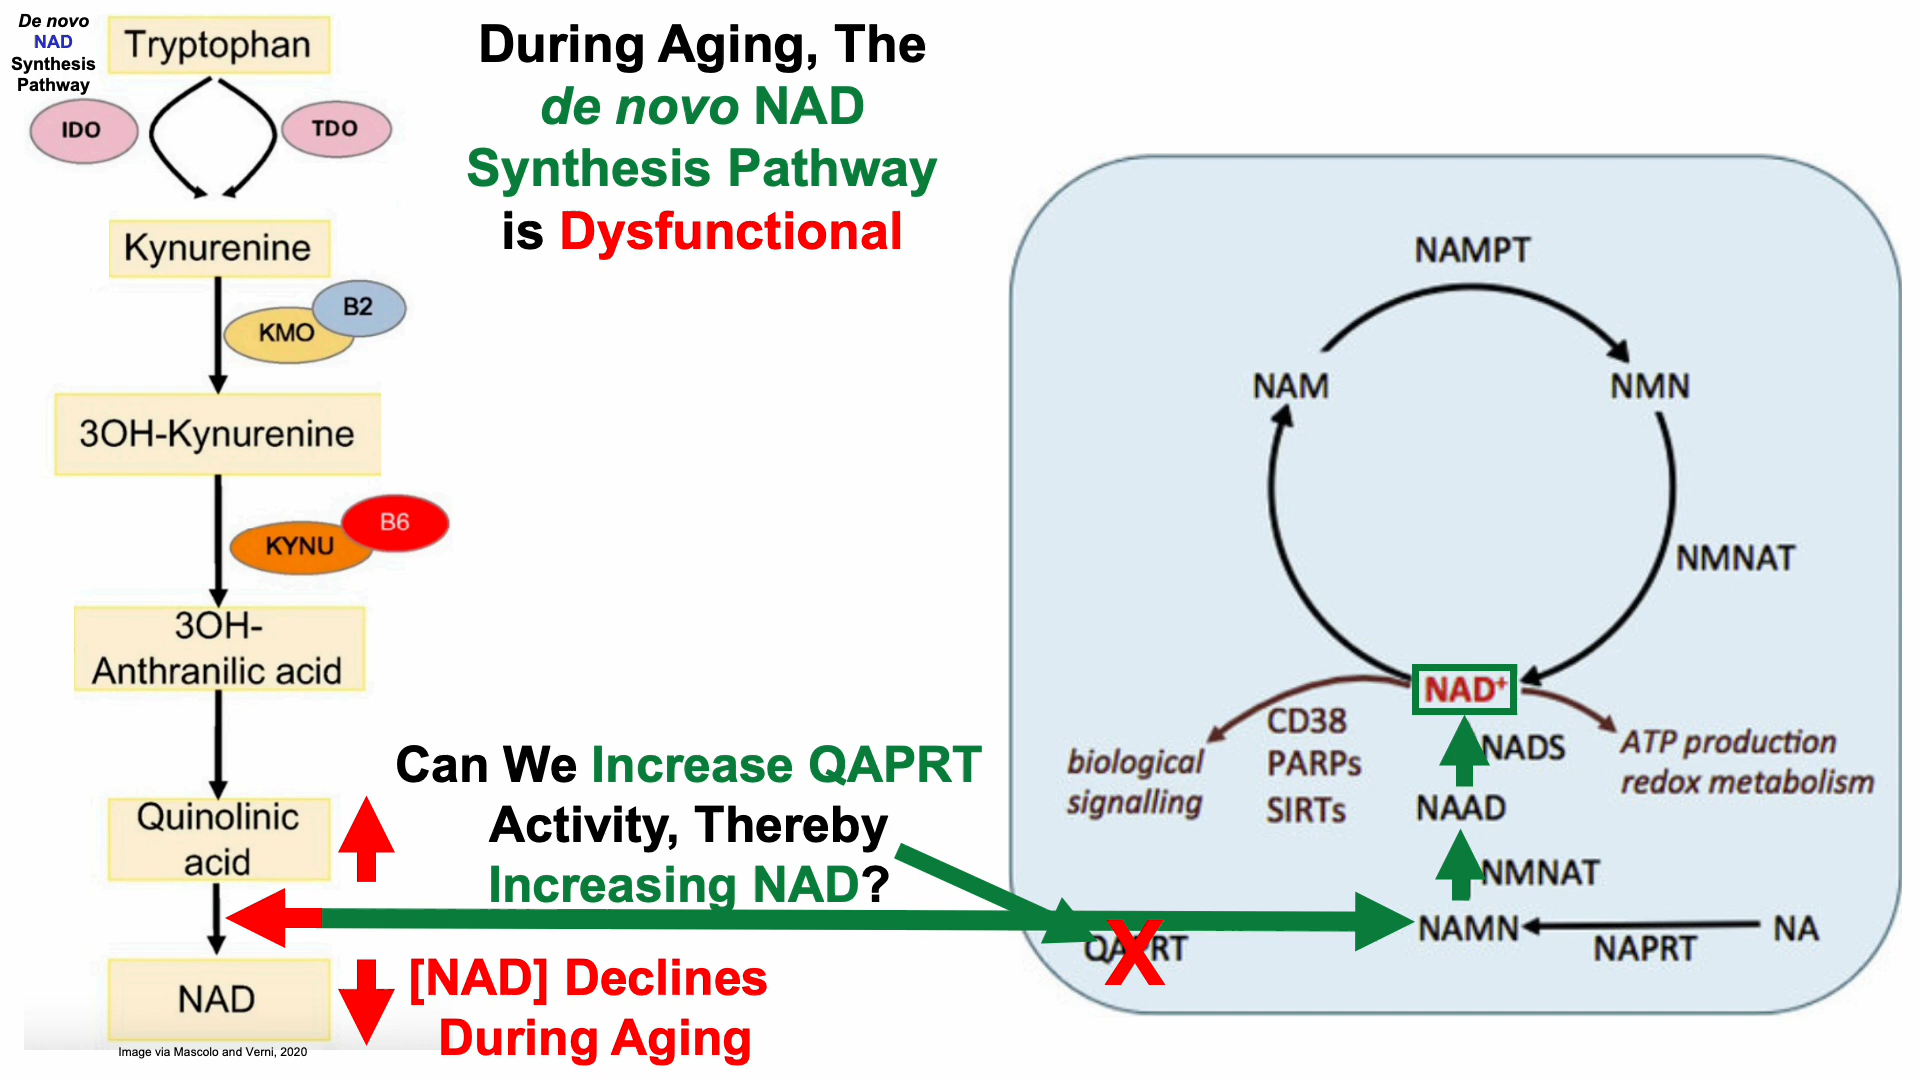 De novo
NAD
Synthesis
Pathway
Tryptophan
IDO
TDO
Kynurenine
KMO
B2
3OH-Kynurenine
KYNU
B6
3OH-
Anthranilic acid
Quinolinic
acid
NAD
Image via Mascolo and Verni, 2020
During Aging, The
de novo NAD
Synthesis Pathway
is Dysfunctional
Can We Increase QAPRT
Activity, Thereby
Increasing NAD?
[NAD] Declines
During Aging
NAMPT
NAM
NMN
NMNAT
NAD+
CD38
PARPs
SIRTs
biological
signalling
ATP production
redox metabolism
NADS
NAAD
NMNAT
NAMN
NAPRT
NA
QAPRT
X